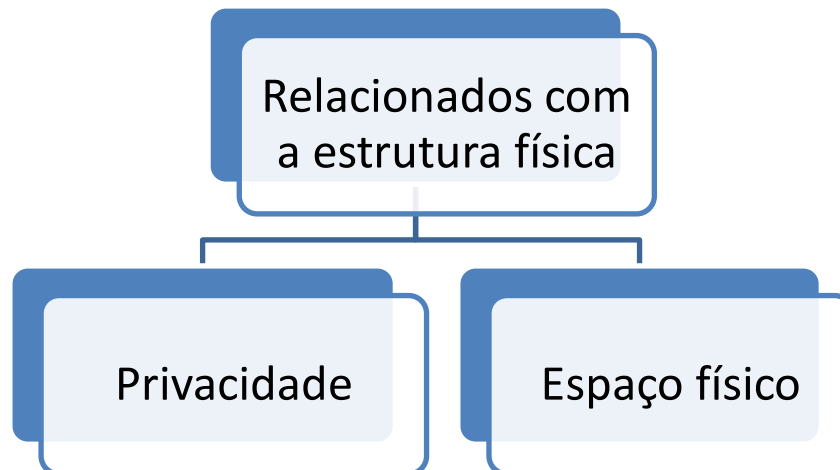 Relacionados com
a estrutura física
Privacidade
Espaço físico